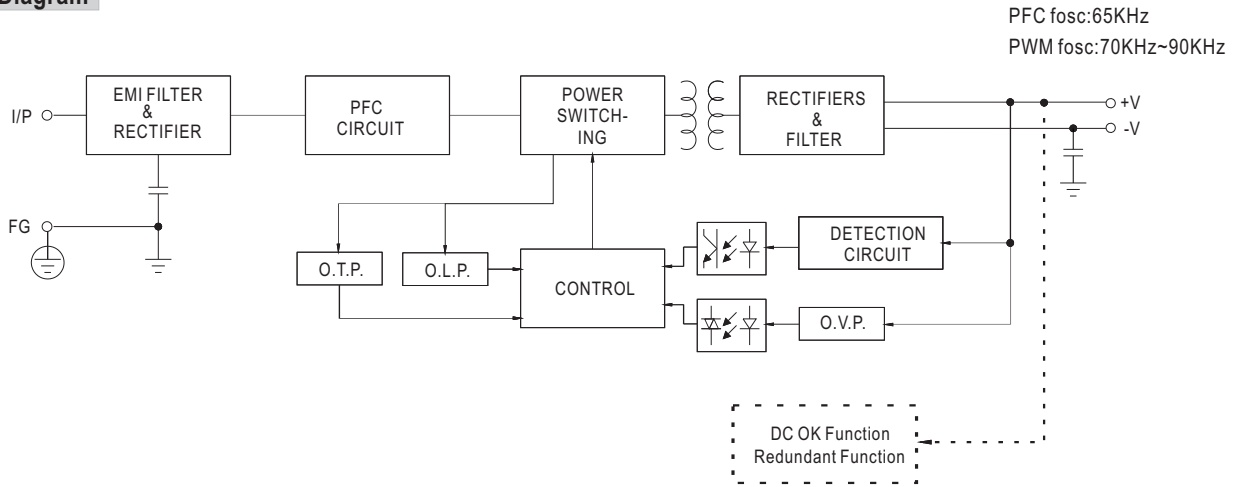 Diagram
PFC fosc:65KHz
PWM fosc:70KHz~90KHz
I/P
EMI FILTER
&
RECTIFIER
PFC
CIRCUIT
POWER
SWITCH-
ING
RECTIFIERS
&
FILTER
+V
-V
FG
O.T.P.
O.L.P.
CONTROL
DETECTION
CIRCUIT
O.V.P.
DC OK Function
Redundant Function